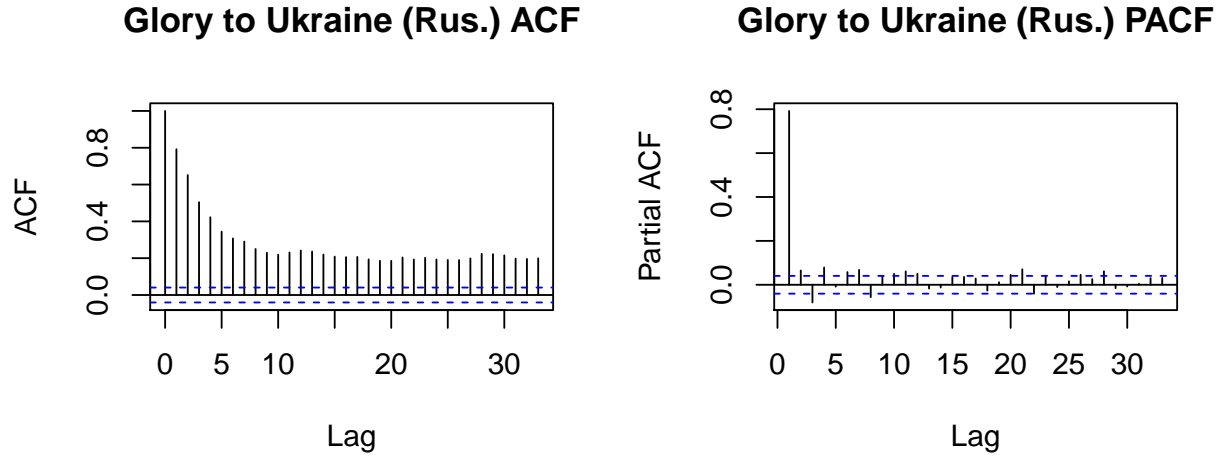 Glory to Ukraine (Rus.) ACF
ACF
0.0 0.4 0.8
0 5 10 20 30
Lag
Glory to Ukraine (Rus.) PACF
Partial ACF
0.0 0.4 0.8
0 5 10 15 20 25 30
Lag